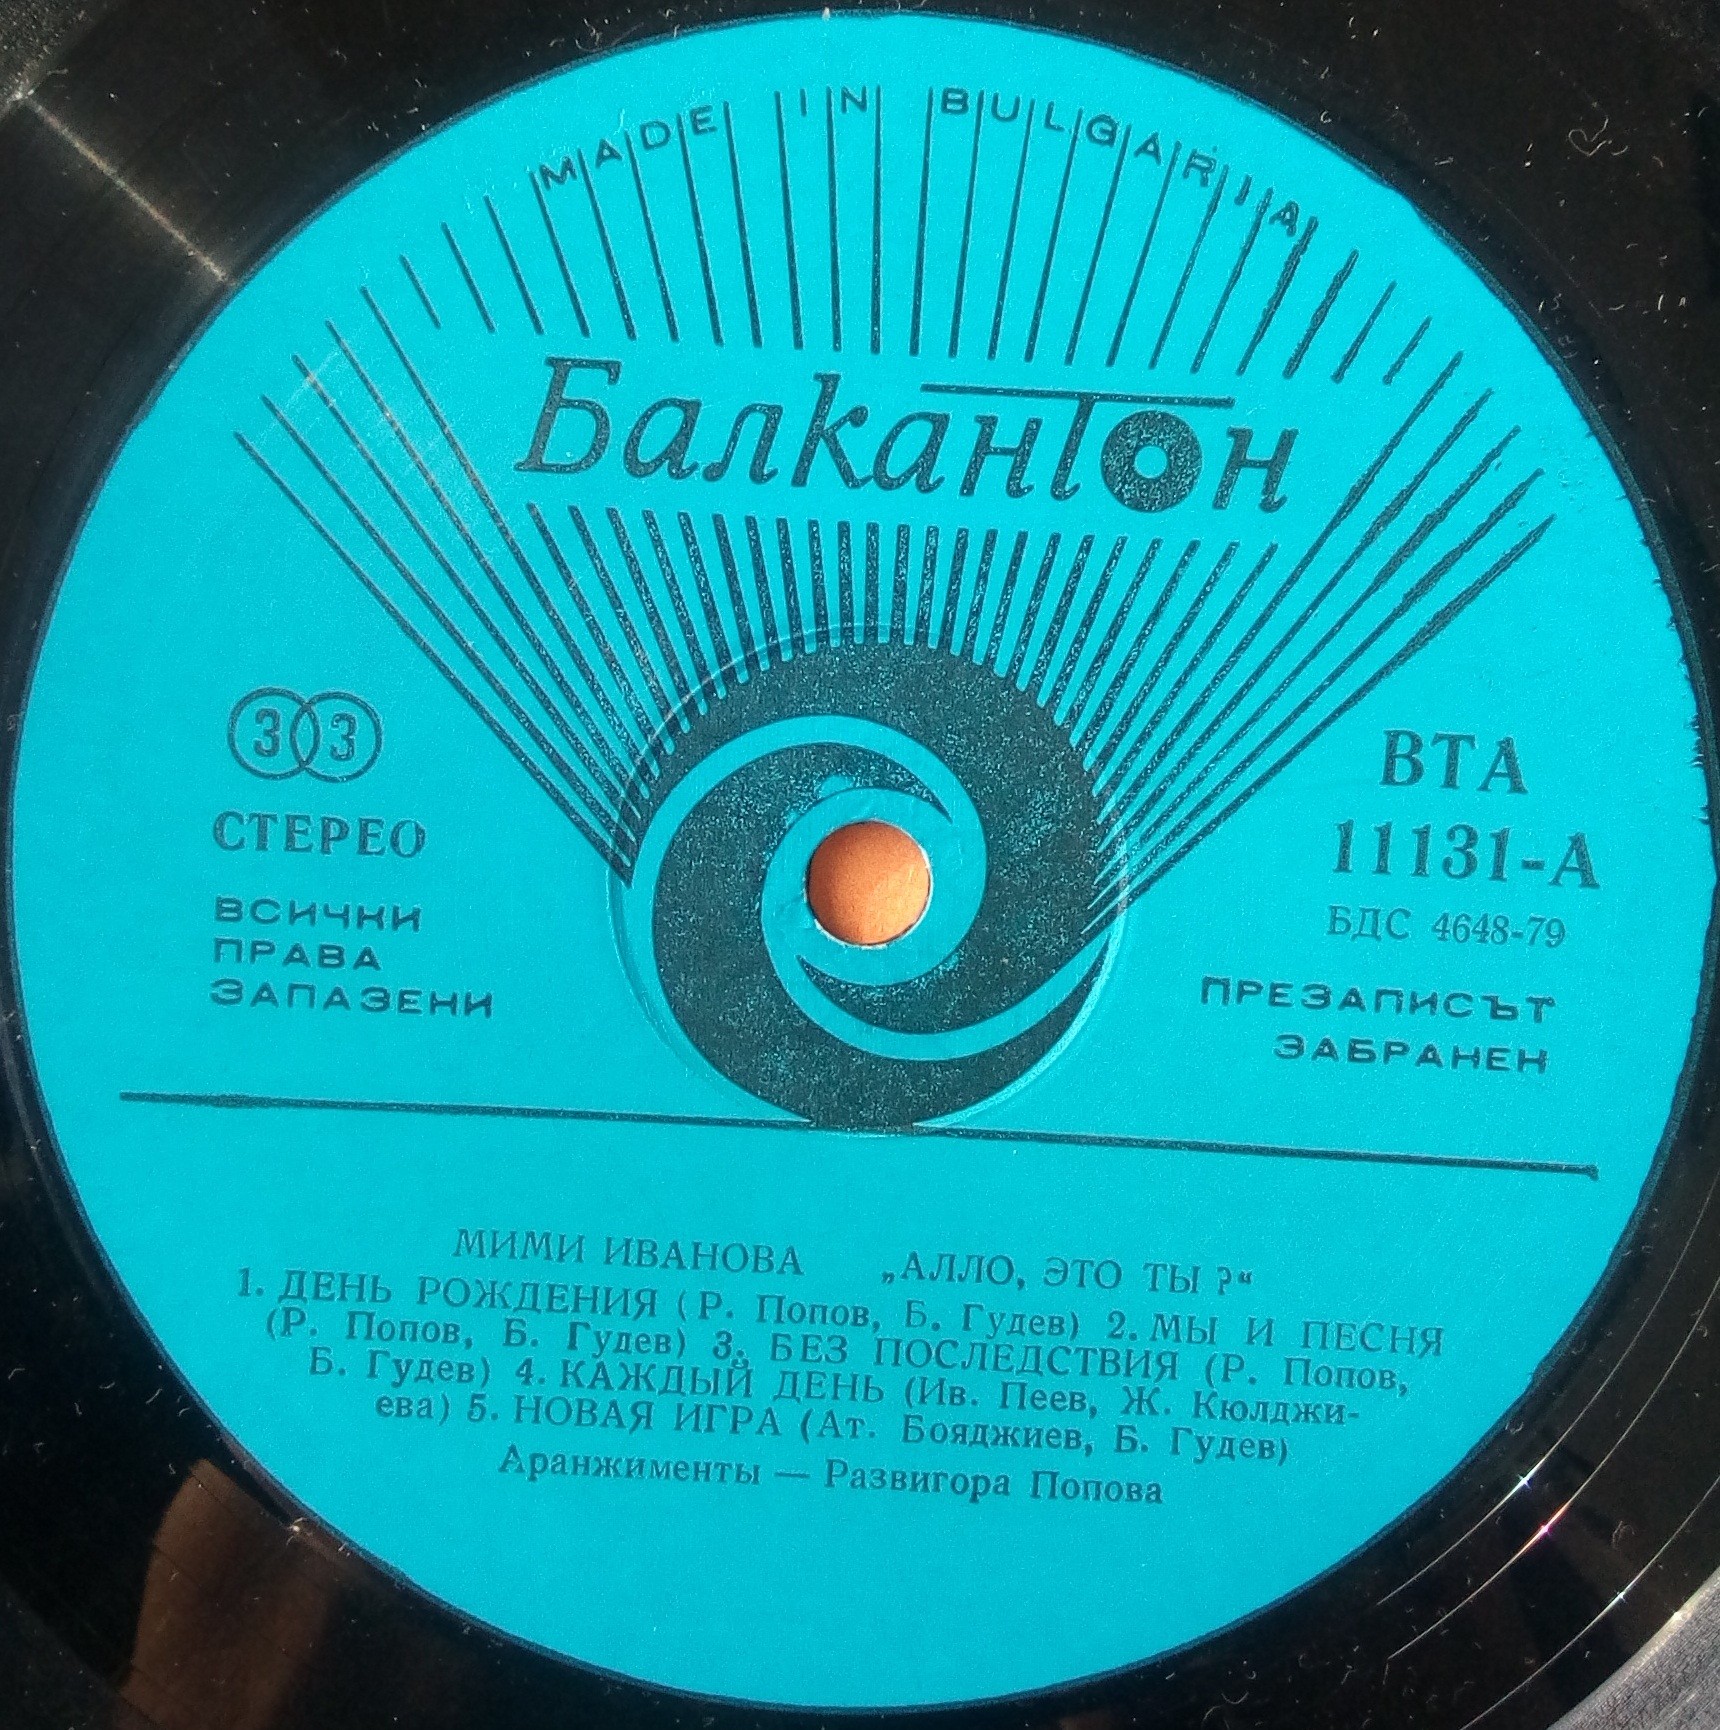 MADE IN BULGARIA
Балкантон
33
СТЕРЕО
ВСИЧКИ
ПРАВА
ЗАПАЗЕНИ
ВТА
11131-А
БДС 4648-79
ПРЕЗАПИСЪТ
ЗАБРАНЕН
МИМИ ИВАНОВА „АЛЛО, ЭТО ТЫ ?“
1. ДЕНЬ РОЖДЕНИЯ (Р. Попов, Б. Гудев) 2. МЫ И ПЕСНЯ
(Р. Попов, Б. Гудев) 3. БЕЗ ПОСЛЕДСТВИЯ (Р. Попов,
Б. Гудев) 4. КАЖДЫЙ ДЕНЬ (Ив. Пеев, Ж. Кюлджи-
ева) 5. НОВАЯ ИГРА (Ат. Бояджиев, Б. Гудев)
Аранжименты — Развигора Попова